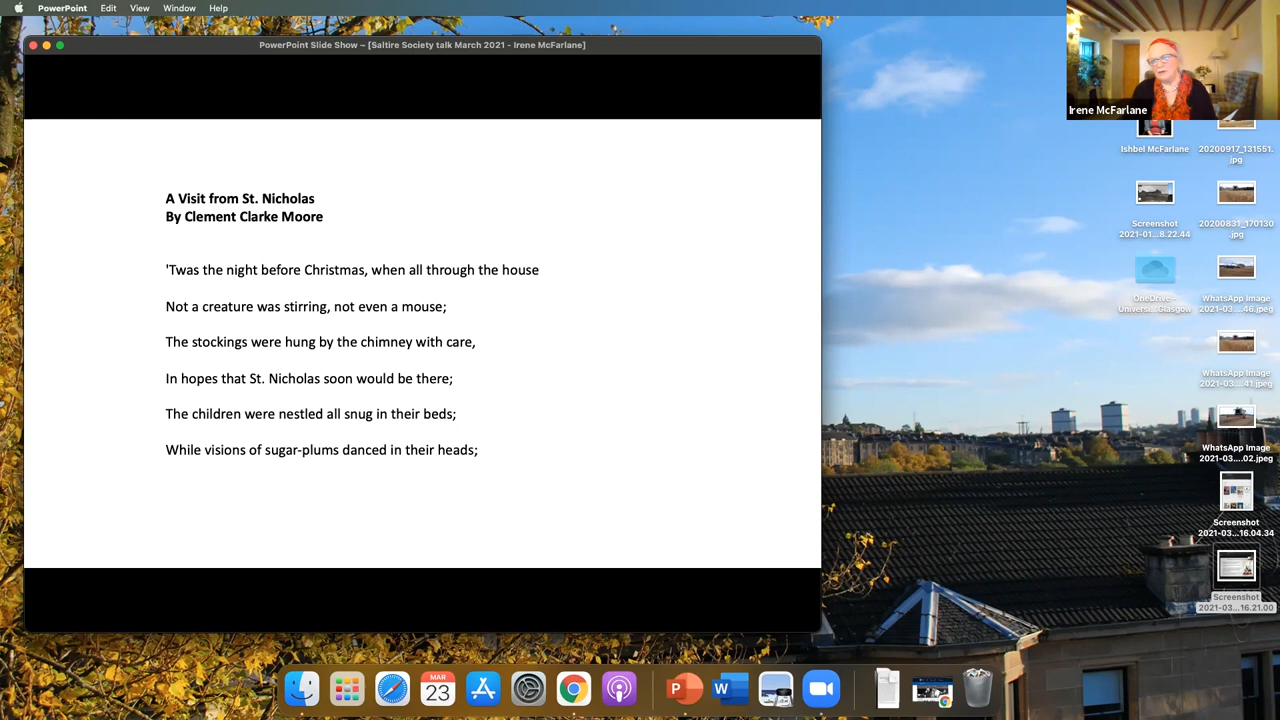 PowerPoint Edit View Window Help
PowerPoint Slide Show – [Saltire Society talk March 2021 - Irene McFarlane]
A Visit from St. Nicholas
By Clement Clarke Moore
'Twas the night before Christmas, when all through the house
Not a creature was stirring, not even a mouse;
The stockings were hung by the chimney with care,
In hopes that St. Nicholas soon would be there;
The children were nestled all snug in their beds;
While visions of sugar-plums danced in their heads;
Irene McFarlane
Ishbel McFarlane
20200917_131551.
jpg
Screenshot
2021-01...8.22.44
20200831_170130
.jpg
OneDrive -
Univers...Glasgow
WhatsApp Image
2021-03....46.jpeg
WhatsApp Image
2021-03....41.jpeg
WhatsApp Image
2021-03....02.jpeg
Screenshot
2021-03...16.04.34
Screenshot
2021-03...16.21.00
MAR
23
P
W